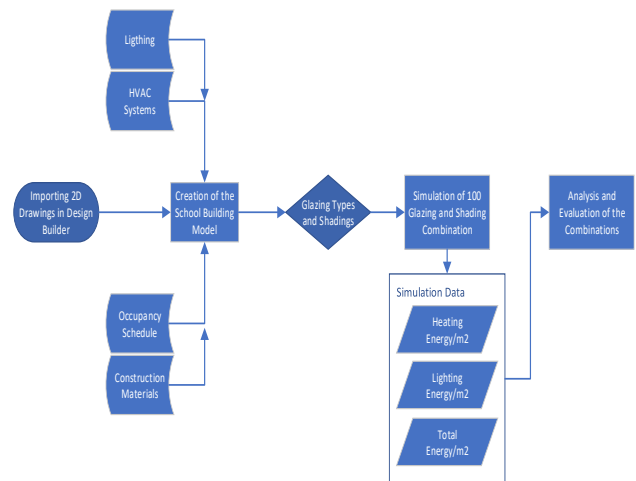 Ligthing
HVAC
Systems
Importing 2D
Drawings in Design
Builder
Creation of the
School Building
Model
Glazing Types
and Shadings
Simulation of 100
Glazing and Shading
Combination
Analysis and
Evaluation of the
Combinations
Occupancy
Schedule
Construction
Materials
Simulation Data
Heating
Energy/m2
Lighting
Energy/m2
Total
Energy/m2